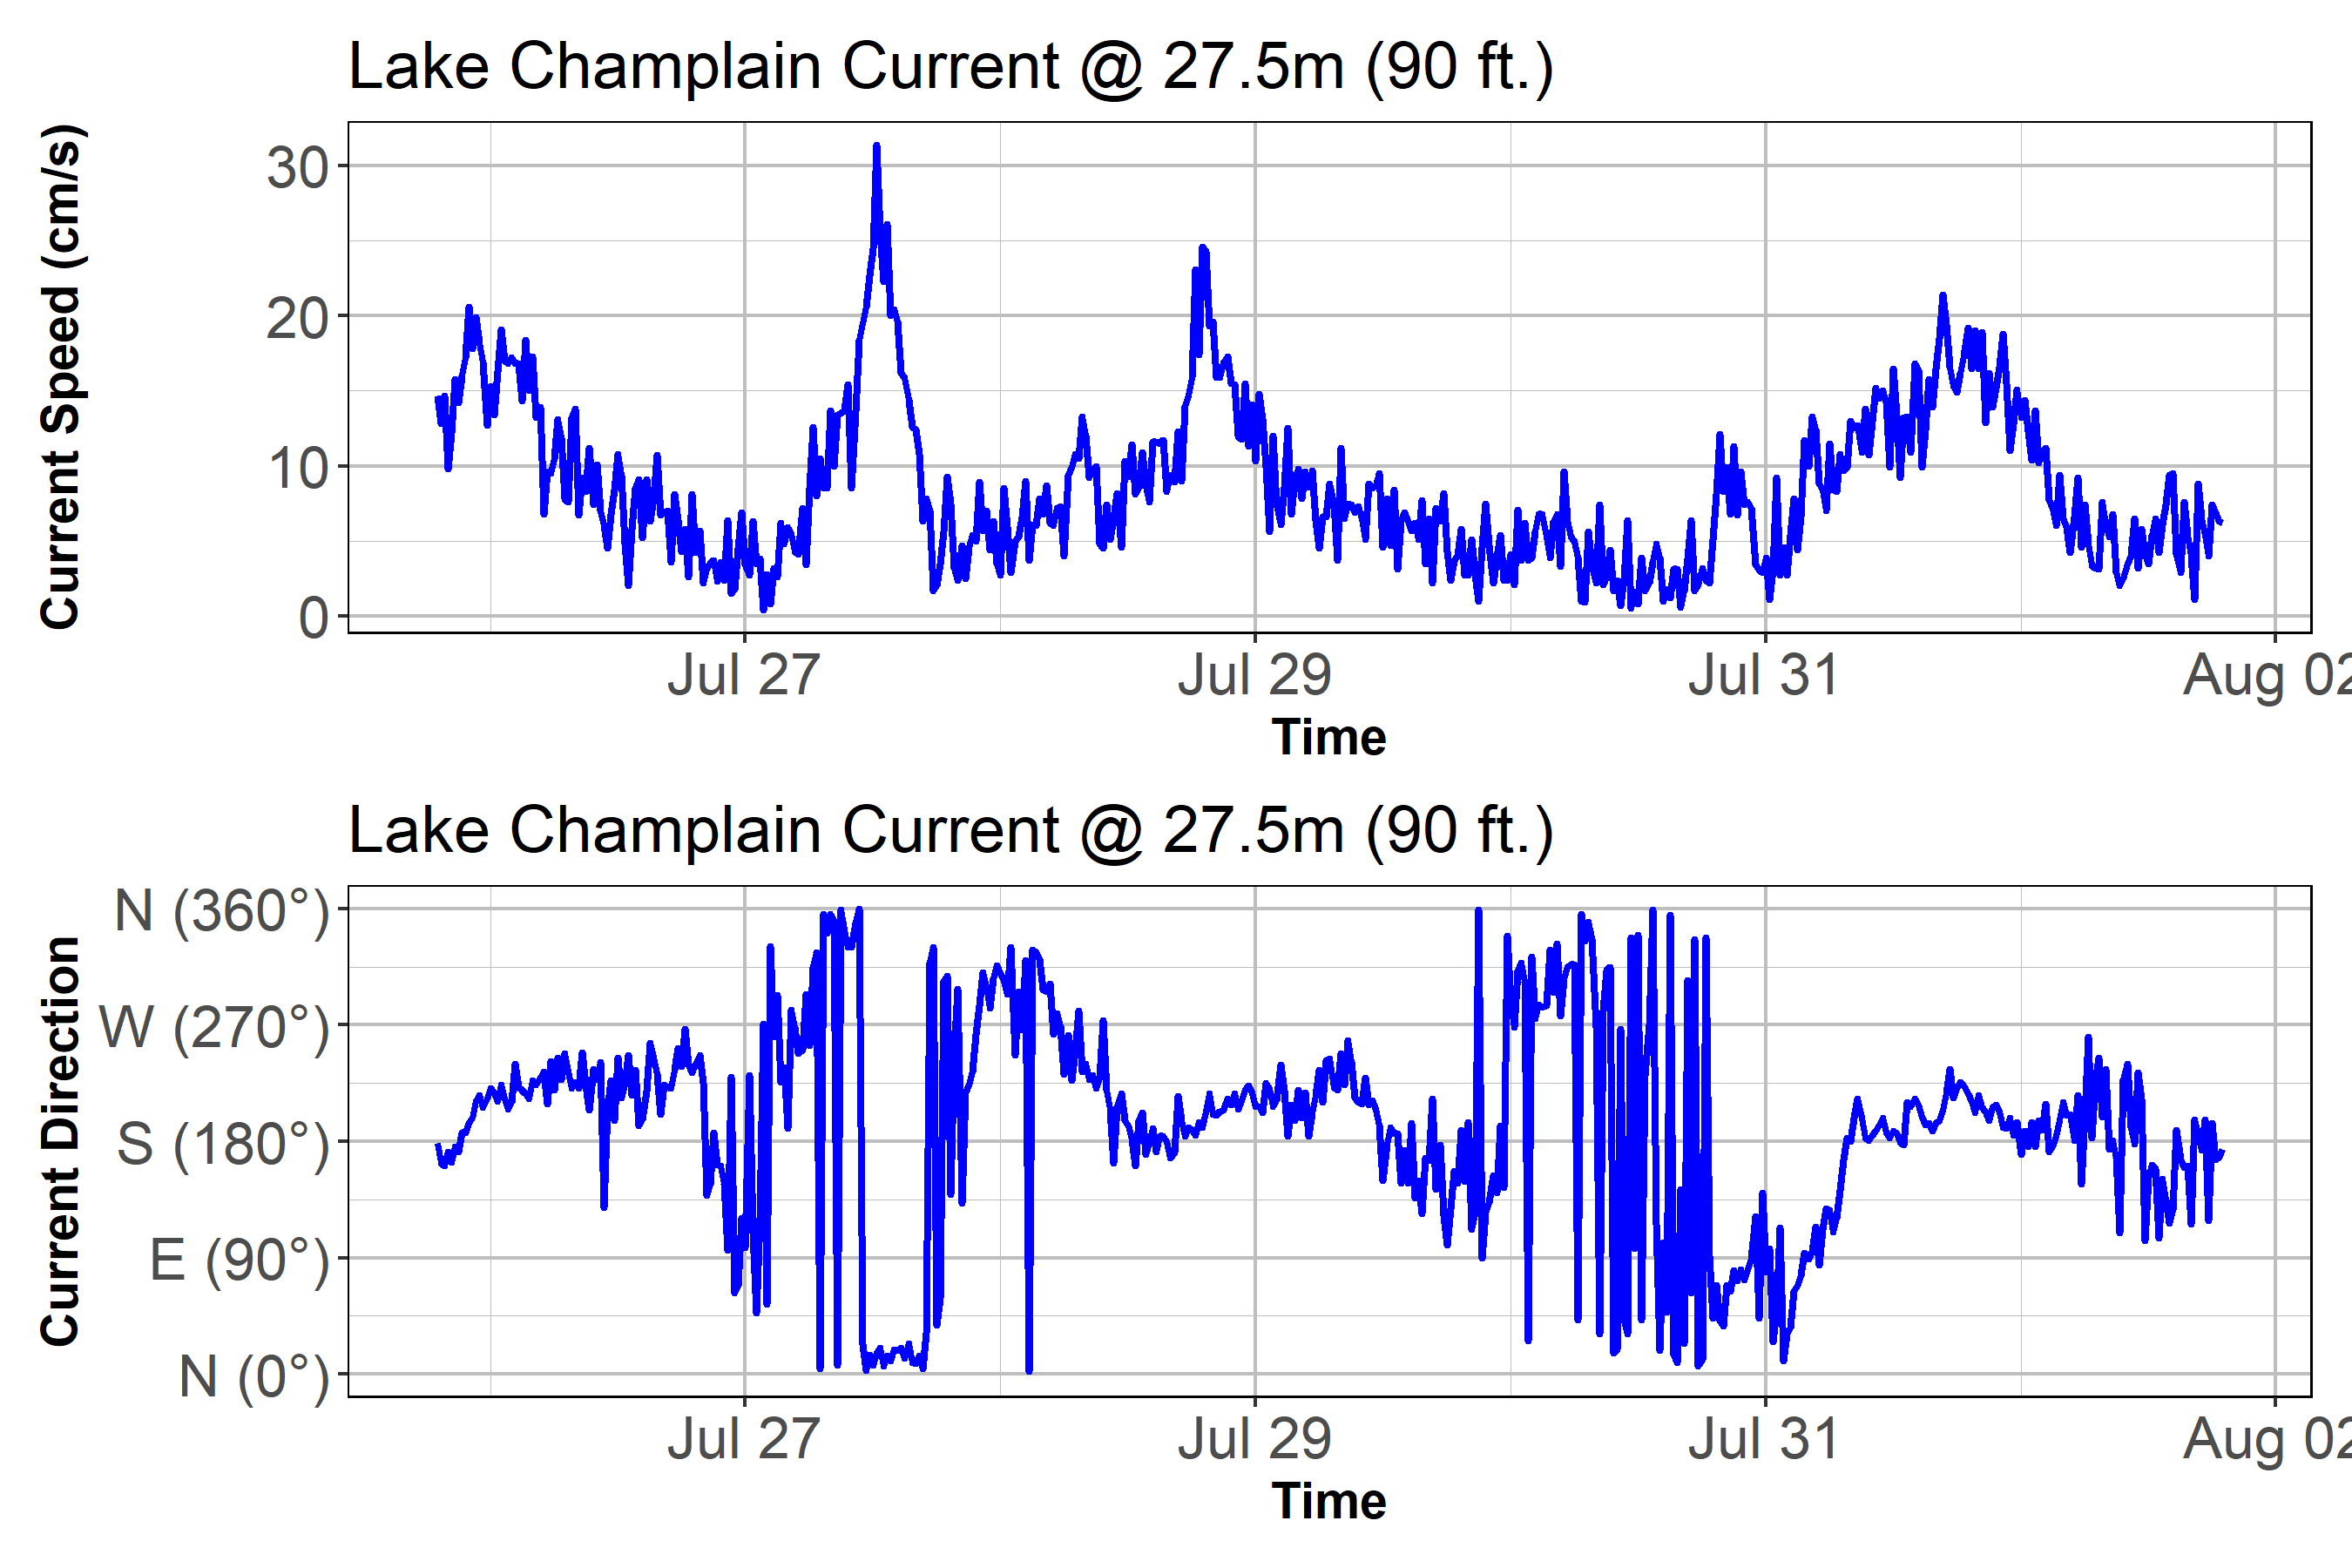 Lake Champlain Current @ 27.5m (90 ft.)
Current Speed (cm/s)
30
20
10
0
Jul 27 Jul 29 Jul 31 Aug 02
Time
Lake Champlain Current @ 27.5m (90 ft.)
Current Direction
N (360°)
W (270°)
S (180°)
E (90°)
N (0°)
Jul 27 Jul 29 Jul 31 Aug 02
Time